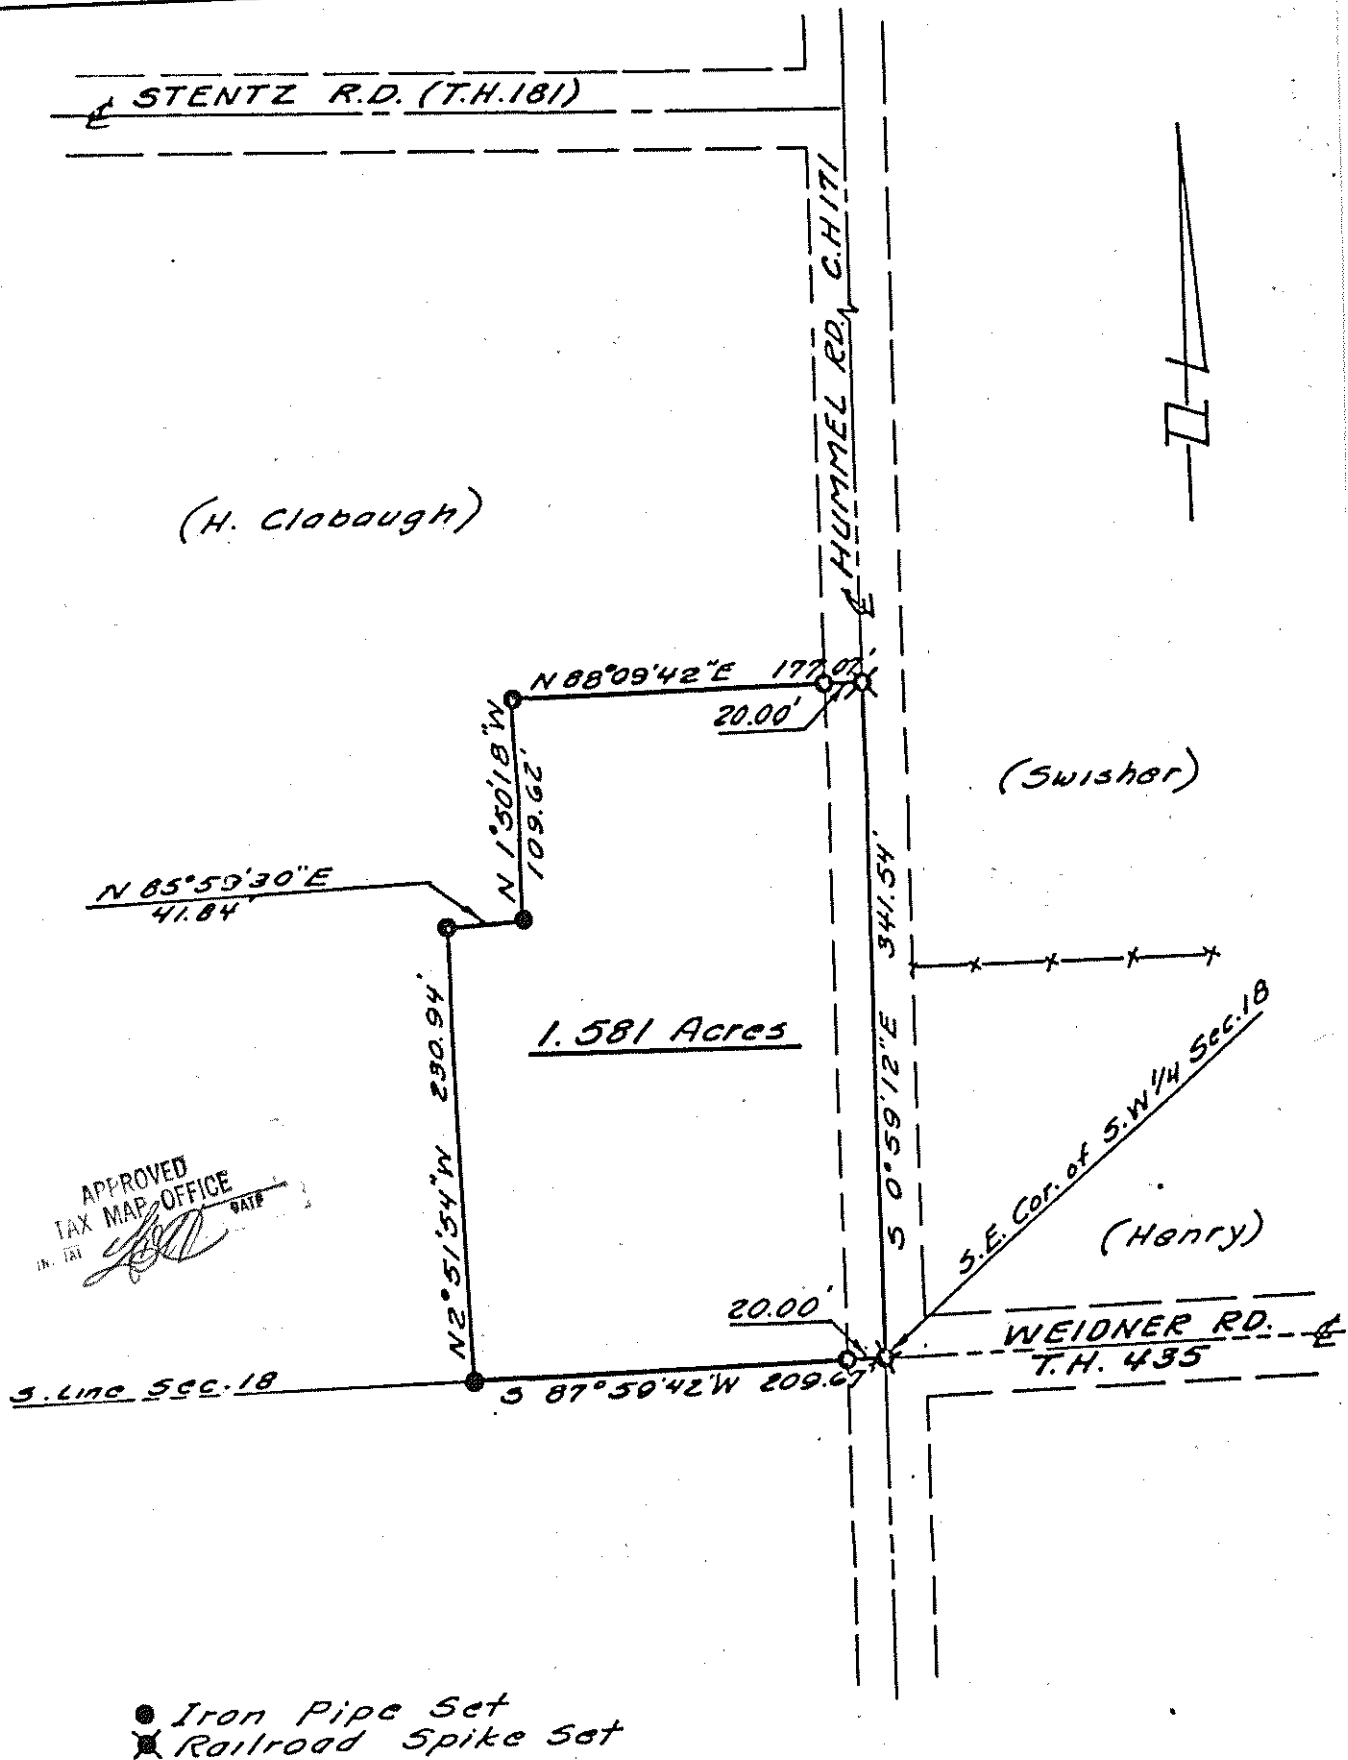 STENTZ R.D. (T.H.181)
HUMMEL RD. C.H 171
(H. Clabaugh)
N 88°09'42"E 177.07'
20.00'
N 1°50'18"W
109.62'
(Swisher)
N 85°59'30"E
41.84'
S 0°59'12"E 341.54'
N2°51'54"W 230.94'
1.581 Acres
S.E. Cor. of S.W 1/4 Sec.18
APPROVED
TAX MAP OFFICE
DATE
(Henry)
20.00'
WEIDNER RD.
T.H. 435
S. Line Sec. 18
S 87°59'42"W 209.67'
Iron Pipe Set
Railroad Spike Set